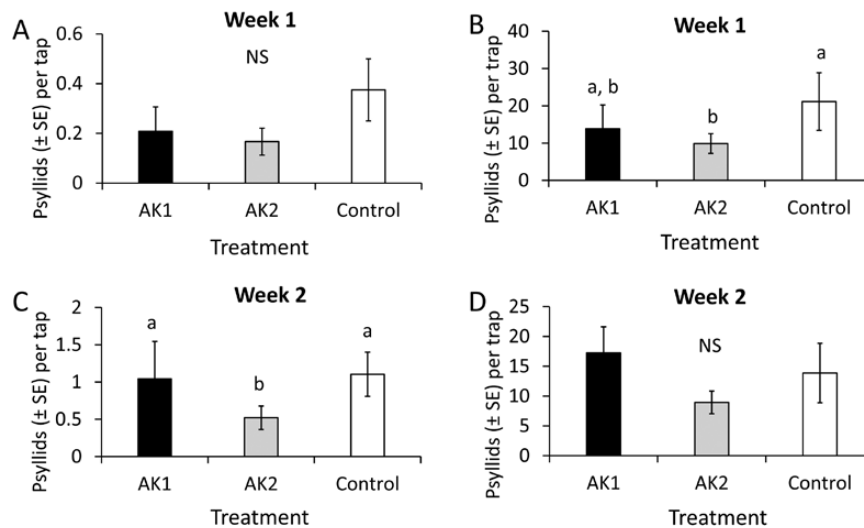 A
Week 1
Psyllids (± SE) per tap
0.6
0.4
0.2
0
NS
AK1 AK2 Control
Treatment
B
Week 1
Psyllids (± SE) per trap
40
30
20
10
0
a, b
b
a
AK1 AK2 Control
Treatment
C
Week 2
Psyllids (± SE) per tap
2
1.5
1
0.5
0
a
b
a
AK1 AK2 Control
Treatment
D
Week 2
Psyllids (± SE) per trap
25
20
15
10
5
0
NS
AK1 AK2 Control
Treatment